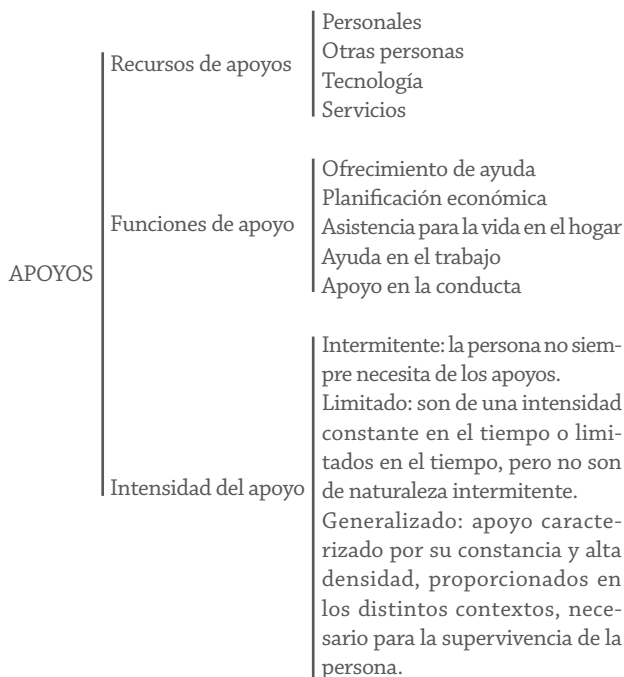 APOYOS
Recursos de apoyos
Personales
Otras personas
Tecnología
Servicios
Funciones de apoyo
Ofrecimiento de ayuda
Planificación económica
Asistencia para la vida en el hogar
Ayuda en el trabajo
Apoyo en la conducta
Intensidad del apoyo
Intermitente: la persona no siem-
pre necesita de los apoyos.
Limitado: son de una intensidad
constante en el tiempo o limi-
tados en el tiempo, pero no son
de naturaleza intermitente.
Generalizado: apoyo caracte-
rizado por su constancia y alta
densidad, proporcionados en
los distintos contextos, nece-
sario para la supervivencia de la
persona.